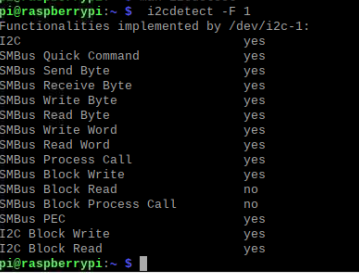 pi@raspberrypi:~ $ i2cdetect -F 1
Functionalities implemented by /dev/i2c-1:
I2C yes
SMBus Quick Command yes
SMBus Send Byte yes
SMBus Receive Byte yes
SMBus Write Byte yes
SMBus Read Byte yes
SMBus Write Word yes
SMBus Read Word yes
SMBus Process Call yes
SMBus Block Write yes
SMBus Block Read no
SMBus Block Process Call no
SMBus PEC yes
I2C Block Write yes
I2C Block Read yes
pi@raspberrypi:~ $